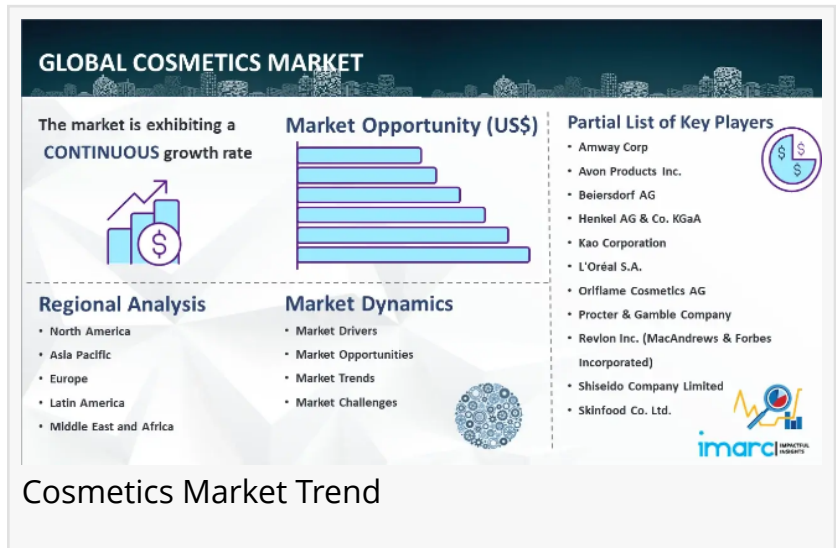 GLOBAL COSMETICS MARKET
The market is exhibiting a
CONTINUOUS growth rate
$
Market Opportunity (US$)
Regional Analysis
• North America
• Asia Pacific
• Europe
• Latin America
• Middle East and Africa
Market Dynamics
• Market Drivers
• Market Opportunities
• Market Trends
• Market Challenges
Partial List of Key Players
$ $
$
• Amway Corp
• Avon Products Inc.
• Beiersdorf AG
• Henkel AG & Co. KGaA
• Kao Corporation
• L'Oréal S.A.
• Oriflame Cosmetics AG
• Procter & Gamble Company
• Revlon Inc. (MacAndrews & Forbes
Incorporated)
• Shiseido Company Limited
• Skinfood Co. Ltd.
imarc IMPACTFUL
INSIGHTS
Cosmetics Market Trend